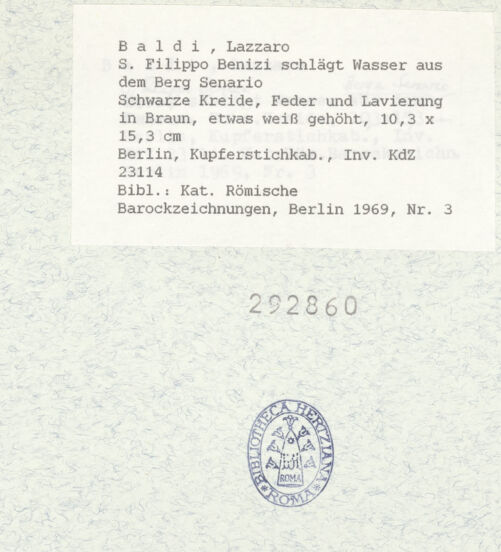 B a l d i , Lazzaro
S. Filippo Benizi schlägt Wasser aus
dem Berg Senario
Schwarze Kreide, Feder und Lavierung
in Braun, etwas weiß gehöht, 10,3 x
15,3 cm
Berlin, Kupferstichkab., Inv. KdZ
23114
Bibl.: Kat. Römische
Barockzeichnungen, Berlin 1969, Nr. 3
292860
BIBLIOTHECA HERTZIANA
ROMA
ROMA